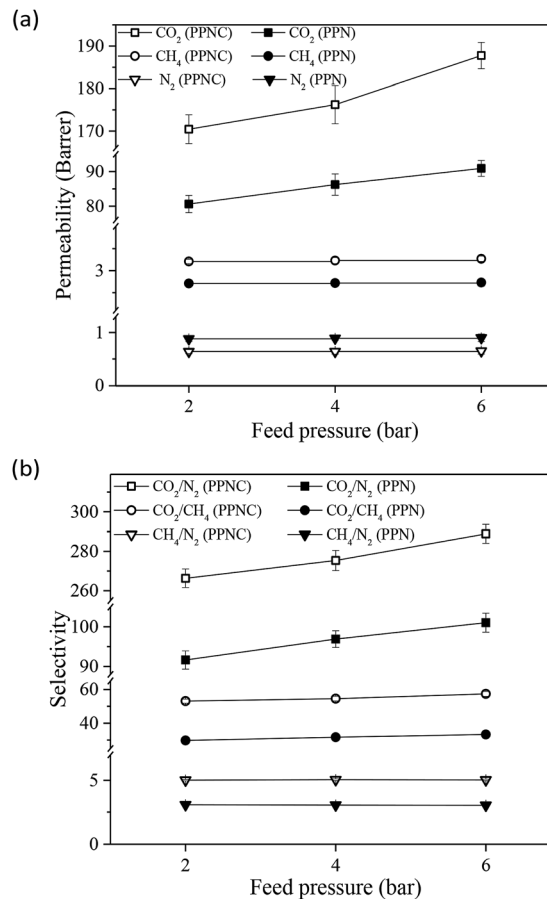 (a)
CO₂ (PPNC) CO₂ (PPN)
CH₄ (PPNC) CH₄ (PPN)
N₂ (PPNC) N₂ (PPN)
Permeability (Barrer)
190
170
90
80
3
1
0
2 4 6
Feed pressure (bar)
(b)
CO₂/N₂ (PPNC) CO₂/N₂ (PPN)
CO₂/CH₄ (PPNC) CO₂/CH₄ (PPN)
CH₄/N₂ (PPNC) CH₄/N₂ (PPN)
Selectivity
300
280
260
100
90
60
40
5
0
2 4 6
Feed pressure (bar)